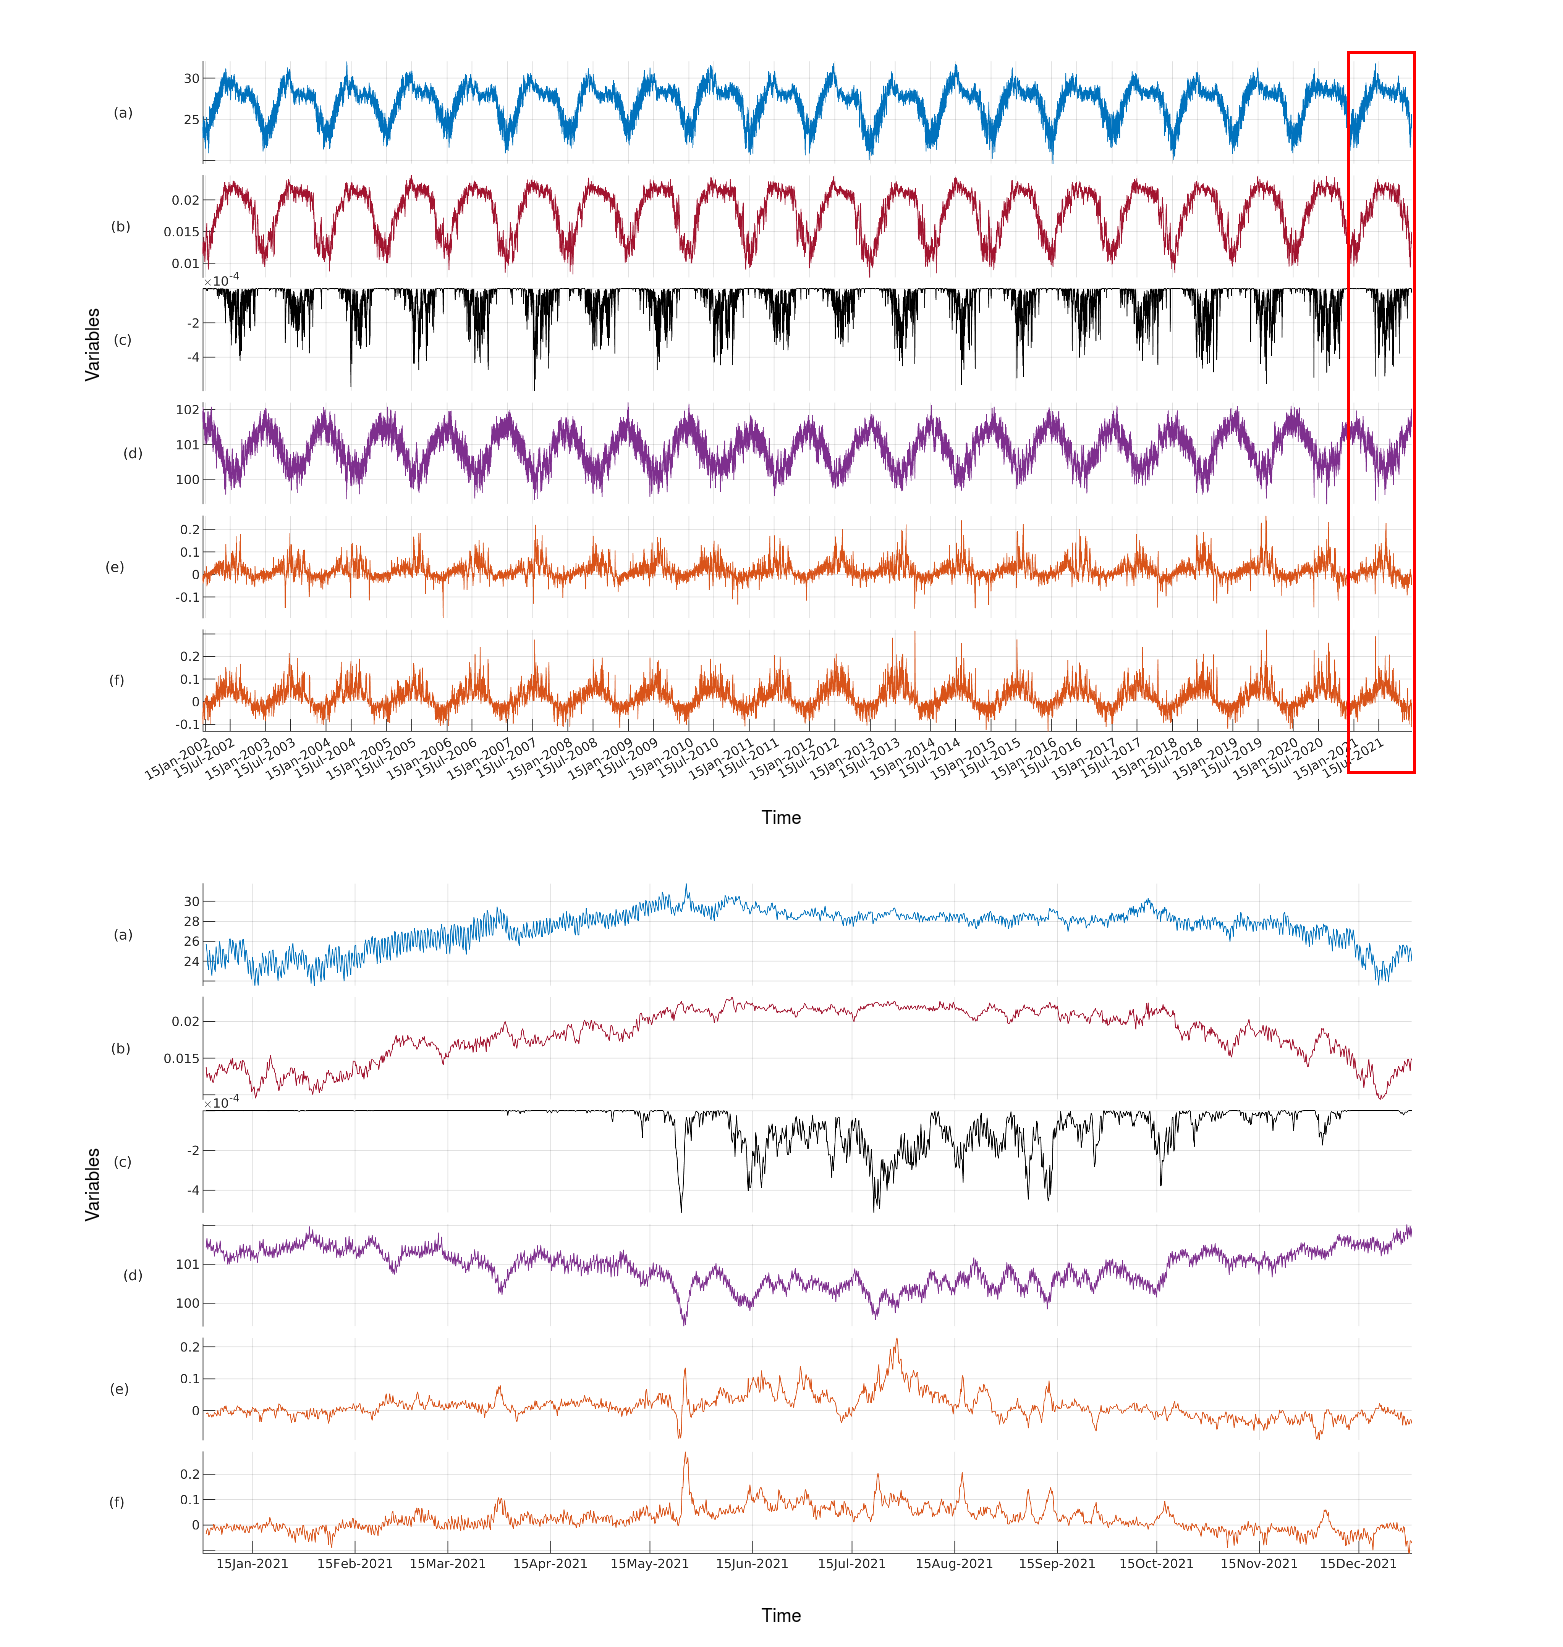 30
25
(a)
0.02
0.015
0.01
(b)
×10-4
-2
-4
(c)
Variables
102
101
100
(d)
0.2
0.1
0
-0.1
(e)
0.2
0.1
0
-0.1
(f)
15Jan-2002
15Jul-2002
15Jan-2003
15Jul-2003
15Jan-2004
15Jul-2004
15Jan-2005
15Jul-2005
15Jan-2006
15Jul-2006
15Jan-2007
15Jul-2007
15Jan-2008
15Jul-2008
15Jan-2009
15Jul-2009
15Jan-2010
15Jul-2010
15Jan-2011
15Jul-2011
15Jan-2012
15Jul-2012
15Jan-2013
15Jul-2013
15Jan-2014
15Jul-2014
15Jan-2015
15Jul-2015
15Jan-2016
15Jul-2016
15Jan-2017
15Jul-2017
15Jan-2018
15Jul-2018
15Jan-2019
15Jul-2019
15Jan-2020
15Jul-2020
15Jan-2021
15Jul-2021
Time
30
28
26
24
(a)
0.02
0.015
(b)
×10-4
-2
-4
(c)
Variables
101
100
(d)
0.2
0.1
0
(e)
0.2
0.1
0
(f)
15Jan-2021 15Feb-2021 15Mar-2021 15Apr-2021 15May-2021 15Jun-2021 15Jul-2021 15Aug-2021 15Sep-2021 15Oct-2021 15Nov-2021 15Dec-2021
Time